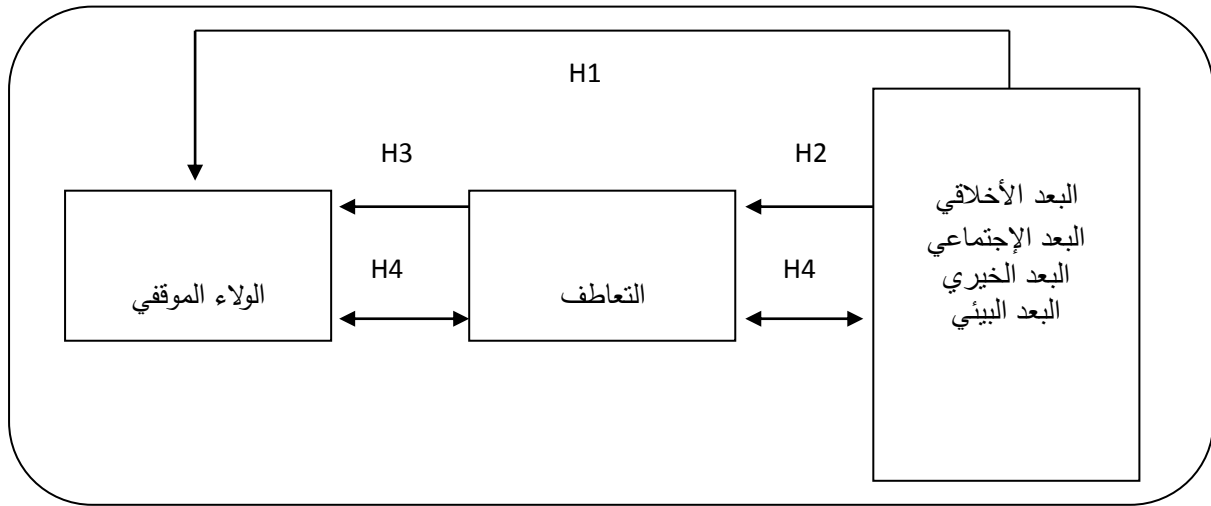 H1
H3
H2
البعد الأخلاقي
البعد الإجتماعي
البعد الخيري
البعد البيئي
H4
H4
التعاطف
الولاء الموقفي